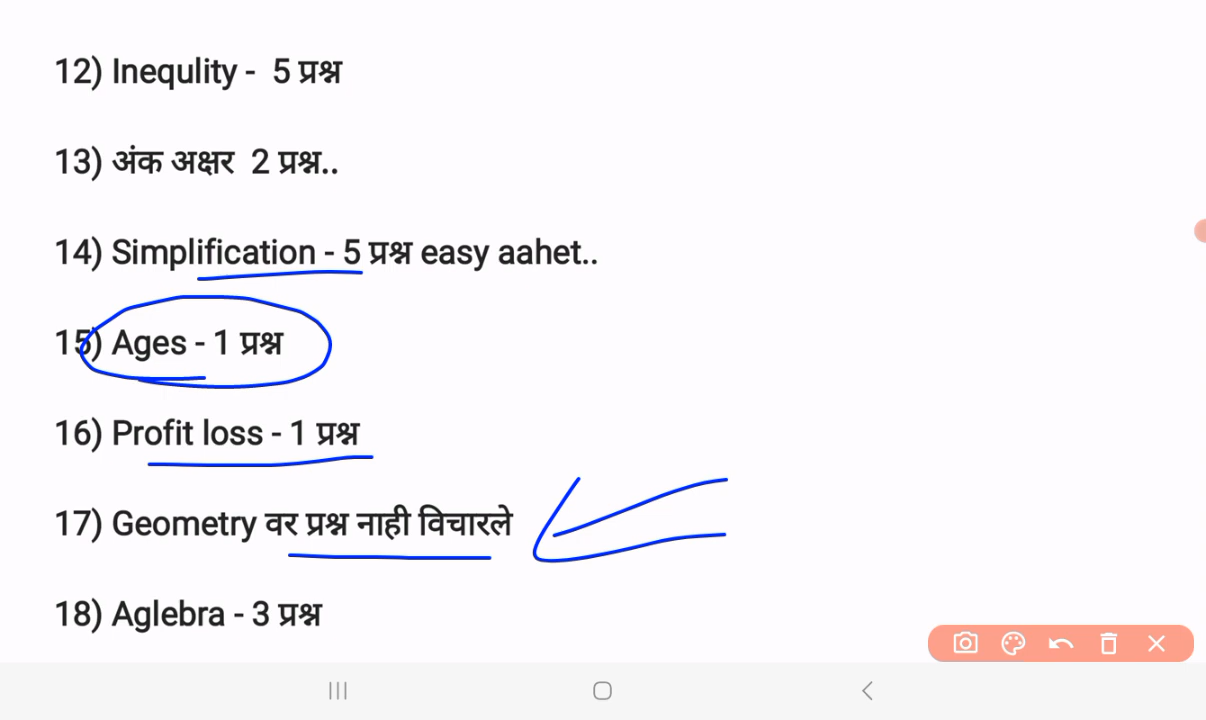 12) Inequlity - 5 प्रश्न
13) अंक अक्षर 2 प्रश्न..
14) Simplification - 5 प्रश्न easy aahet..
15) Ages - 1 प्रश्न
16) Profit loss - 1 प्रश्न
17) Geometry वर प्रश्न नाही विचारले
18) Aglebra - 3 प्रश्न